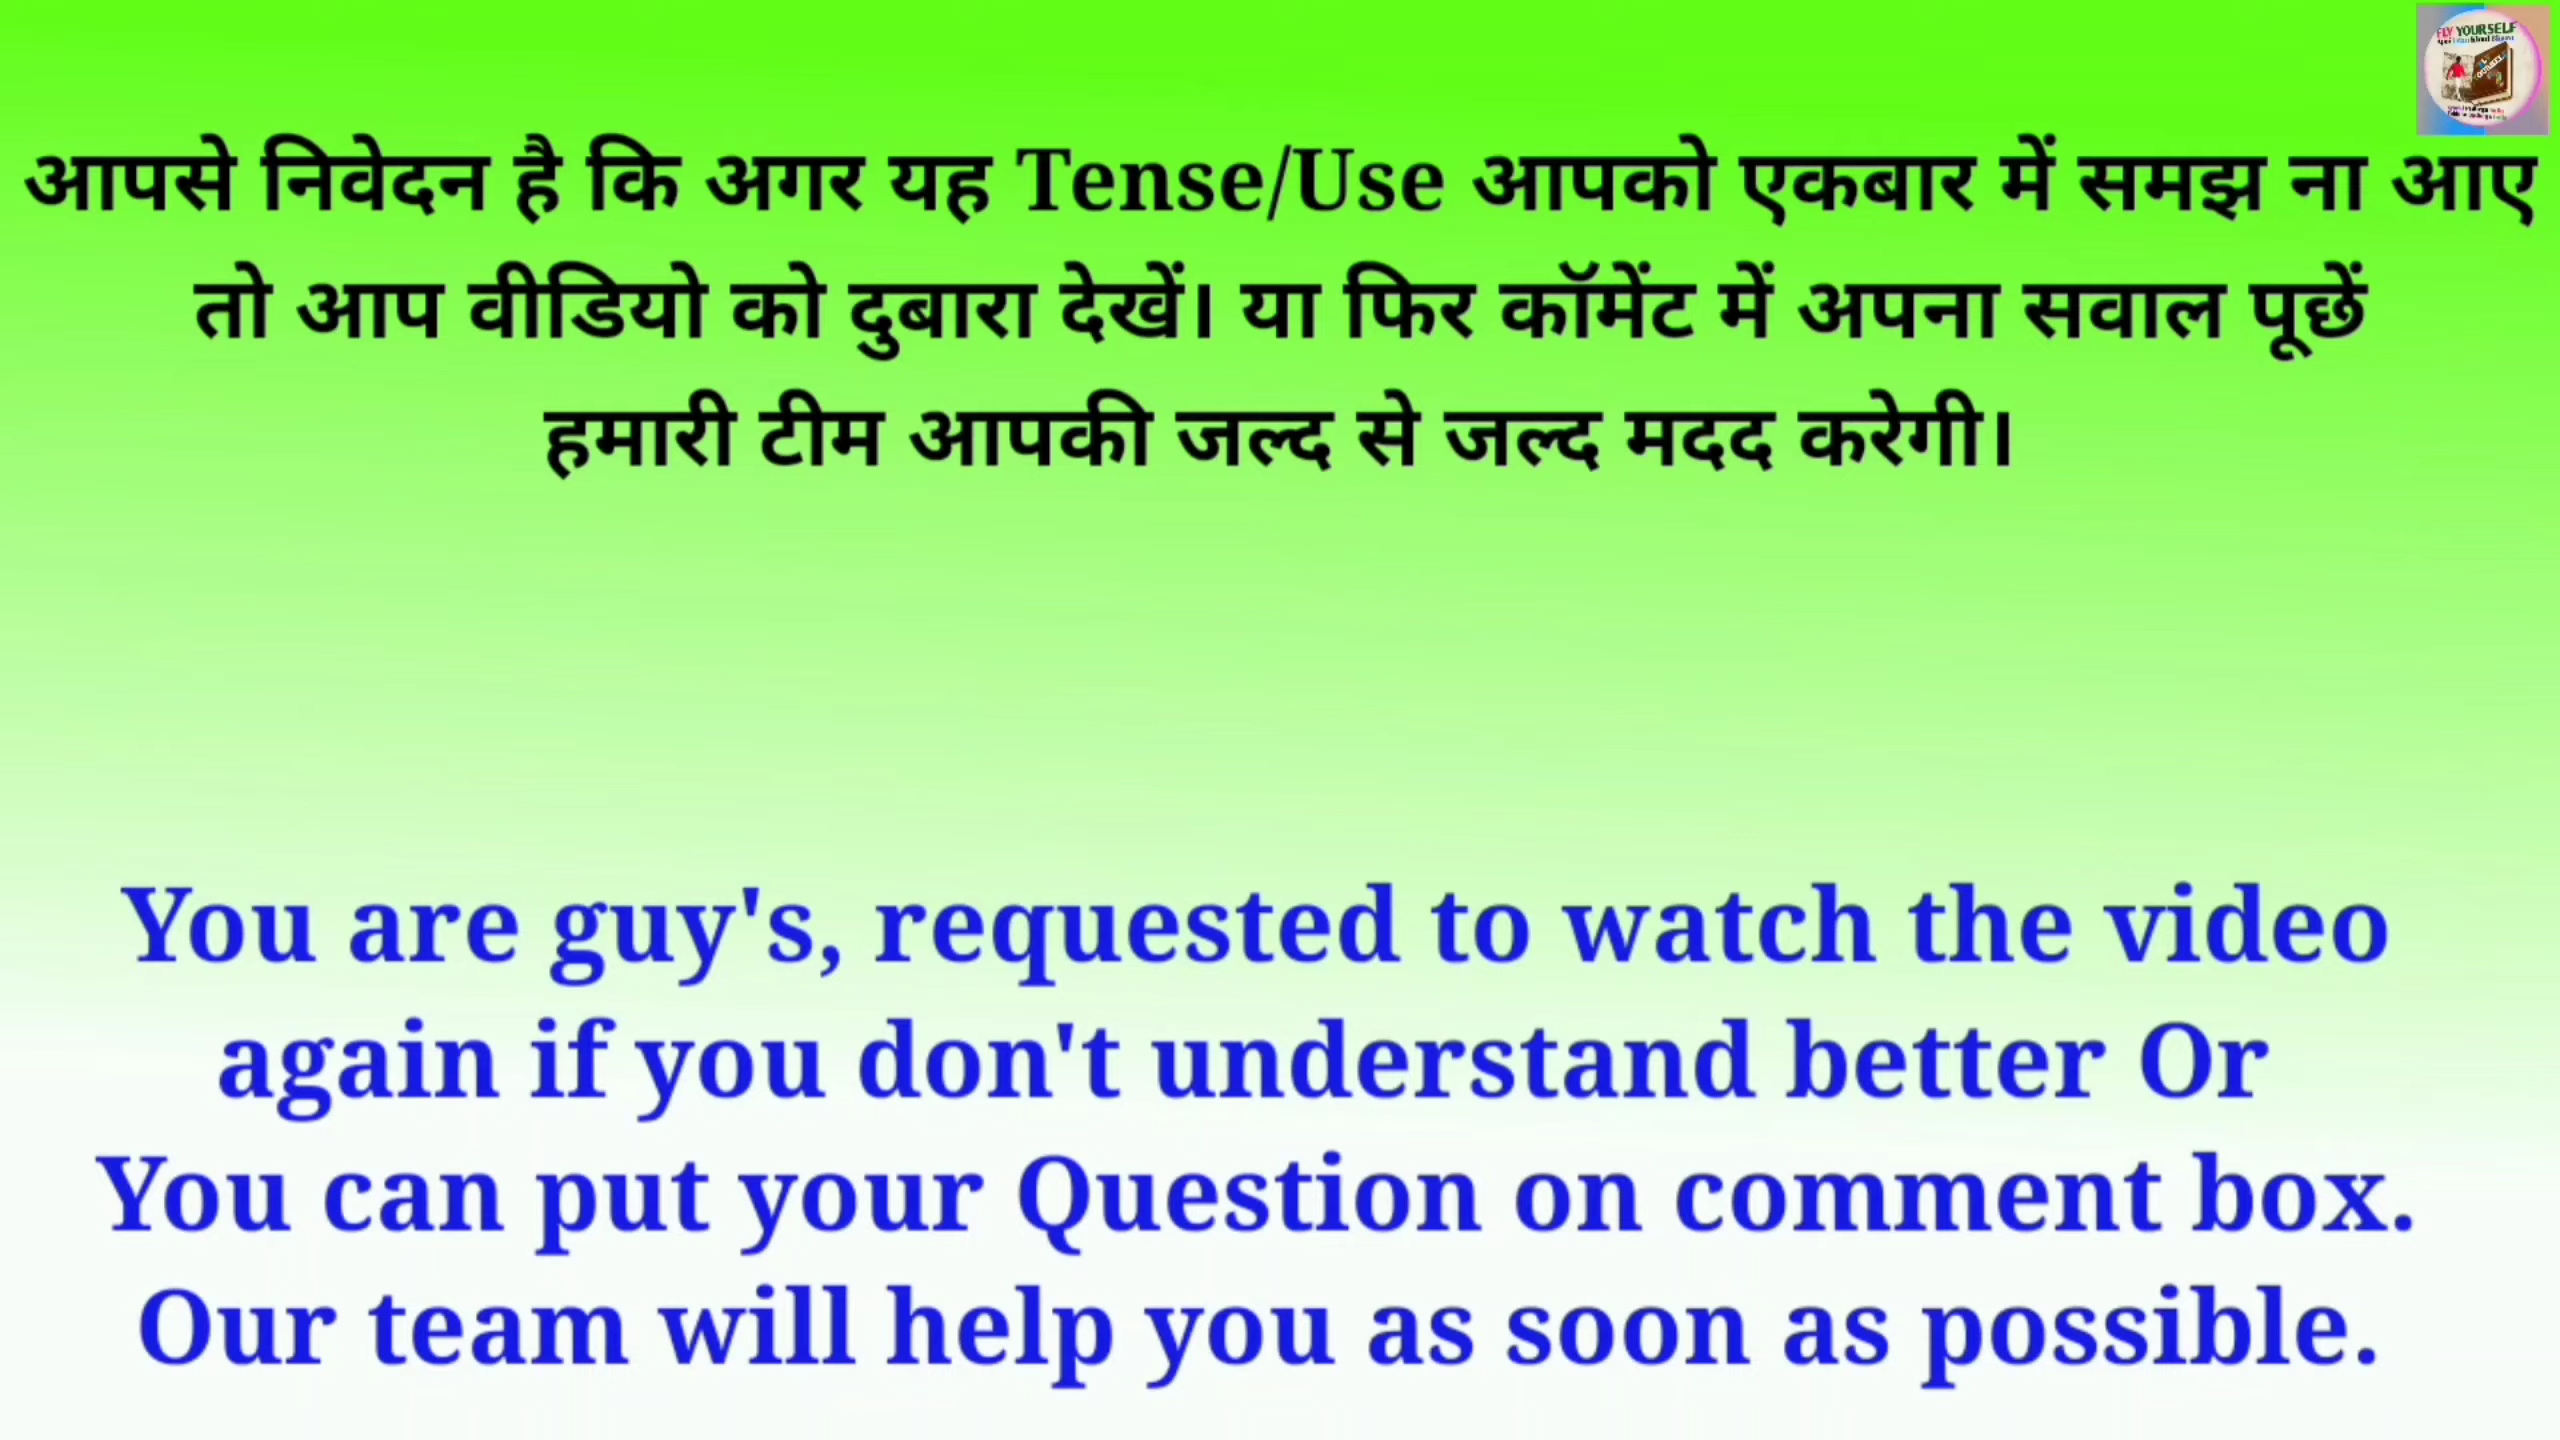 FLY YOURSELF
आपसे निवेदन है कि अगर यह Tense/Use आपको एकबार में समझ ना आए
तो आप वीडियो को दुबारा देखें। या फिर कॉमेंट में अपना सवाल पूछें
हमारी टीम आपकी जल्द से जल्द मदद करेगी।
You are guy's, requested to watch the video
again if you don't understand better Or
You can put your Question on comment box.
Our team will help you as soon as possible.